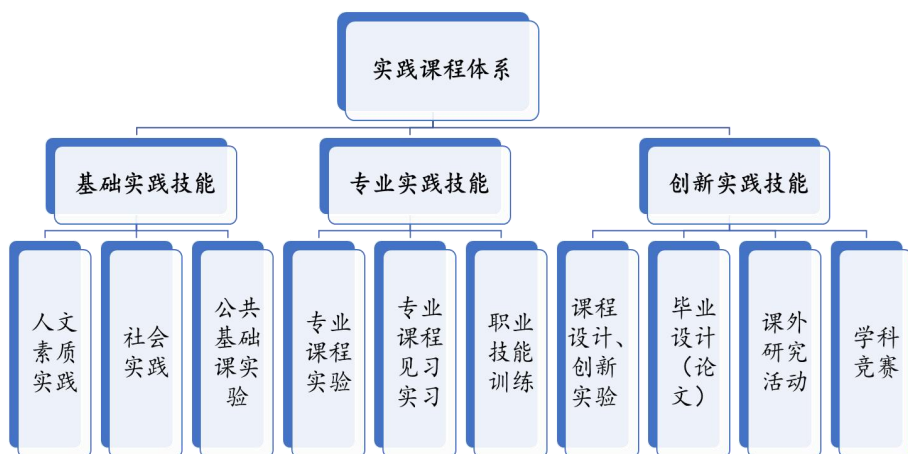 实践课程体系
基础实践技能
专业实践技能
创新实践技能
人文
素质
实践
社会
实践
公共
基础
课实
验
专业
课程
实验
专业
课程
见习
实习
职业
技能
训练
课程
设计、
创新
实验
毕业
设计
（论
文）
课外
研究
活动
学科
竞赛